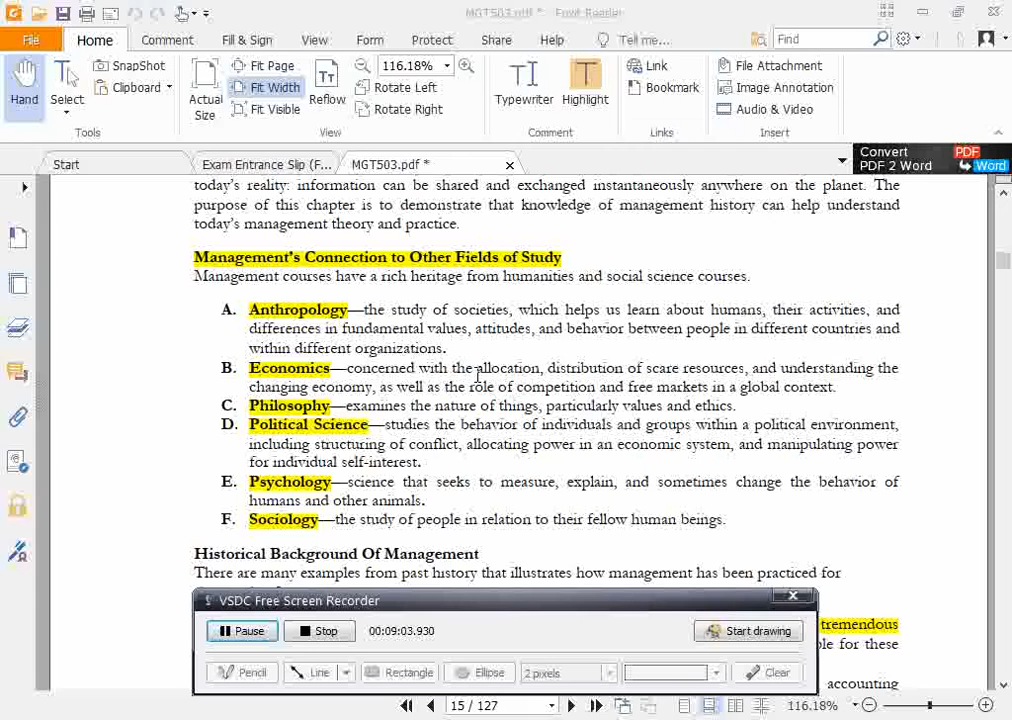 MGT503.pdf * - Foxit Reader
File Home Comment Fill & Sign View Form Protect Share Help Tell me... Find
SnapShot Fit Page 116.18% Rotate Left Link File Attachment
Hand Select Clipboard Actual Size Fit Width Fit Visible Reflow Rotate Right Typewriter Highlight Bookmark Image Annotation
Audio & Video
Tools View Comment Links Insert
Start Exam Entrance Slip (F... MGT503.pdf *
Convert PDF
PDF 2 Word Word
today's reality: information can be shared and exchanged instantaneously anywhere on the planet. The
purpose of this chapter is to demonstrate that knowledge of management history can help understand
today's management theory and practice.
Management's Connection to Other Fields of Study
Management courses have a rich heritage from humanities and social science courses.
A. Anthropology—the study of societies, which helps us learn about humans, their activities, and
differences in fundamental values, attitudes, and behavior between people in different countries and
within different organizations.
B. Economics—concerned with the allocation, distribution of scare resources, and understanding the
changing economy, as well as the role of competition and free markets in a global context.
C. Philosophy—examines the nature of things, particularly values and ethics.
D. Political Science—studies the behavior of individuals and groups within a political environment,
including structuring of conflict, allocating power in an economic system, and manipulating power
for individual self-interest.
E. Psychology—science that seeks to measure, explain, and sometimes change the behavior of
humans and other animals.
F. Sociology—the study of people in relation to their fellow human beings.
Historical Background Of Management
There are many examples from past history that illustrates how management has been practiced for
VSDC Free Screen Recorder
tremendous
Pause Stop 00:09:03.930 Start drawing
ple for these
Pencil Line Rectangle Ellipse 2 pixels Clear
accounting
15 / 127 116.18%